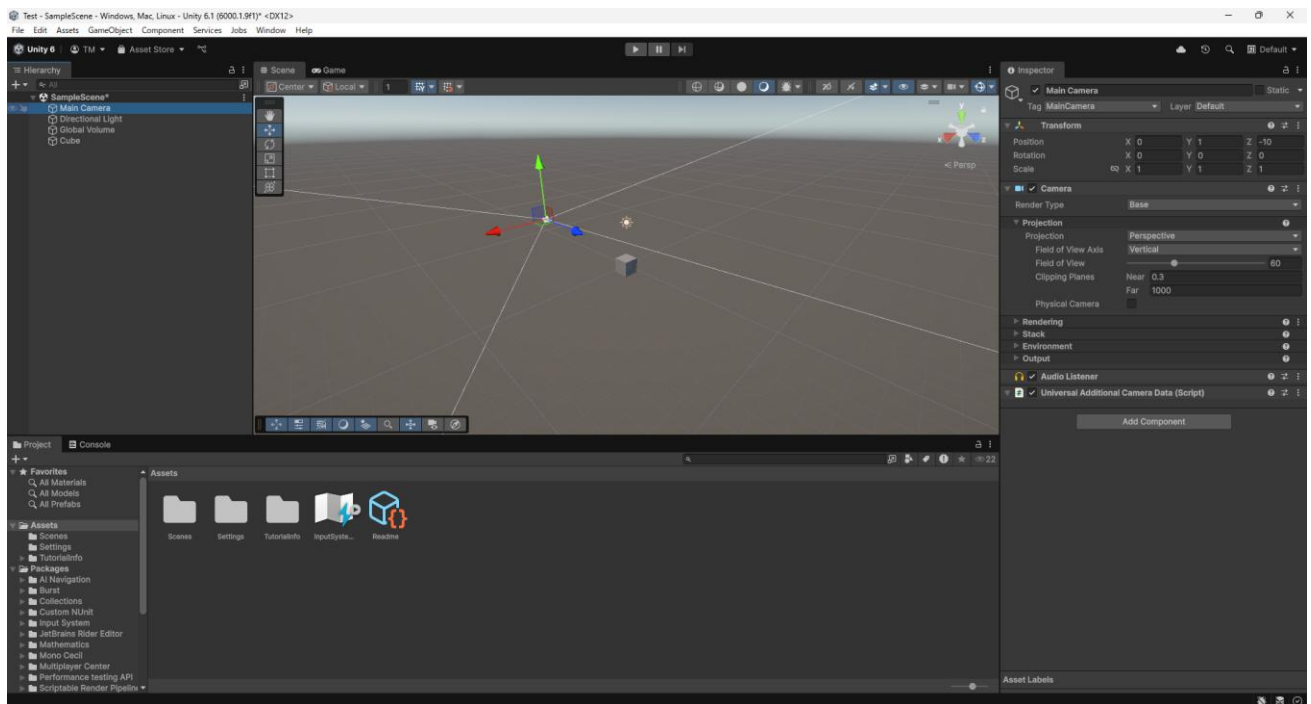 Test - SampleScene - Windows, Mac, Linux - Unity 6.1 (6000.1.9f1)* <DX12>
File Edit Assets GameObject Component Services Jobs Window Help
Unity 6 TM Asset Store Default
Hierarchy
All
SampleScene*
Main Camera
Directional Light
Global Volume
Cube
Scene Game
Center Local 1 2D
y
x z
< Persp
Inspector
Main Camera Static
Tag MainCamera Layer Default
Transform
Position X 0 Y 1 Z -10
Rotation X 0 Y 0 Z 0
Scale X 1 Y 1 Z 1
Camera
Render Type Base
Projection
Projection Perspective
Field of View Axis Vertical
Field of View 60
Clipping Planes Near 0.3
Far 1000
Physical Camera
Rendering
Stack
Environment
Output
Audio Listener
# Universal Additional Camera Data (Script)
Add Component
Project Console
22
Favorites
All Materials
All Models
All Prefabs
Assets
Scenes
Settings
TutorialInfo
Packages
AI Navigation
Burst
Collections
Custom NUnit
Input System
JetBrains Rider Editor
Mathematics
Mono Cecil
Multiplayer Center
Performance testing API
Scriptable Render Pipeline
Assets
Scenes Settings TutorialInfo InputSyste... Readme
Asset Labels